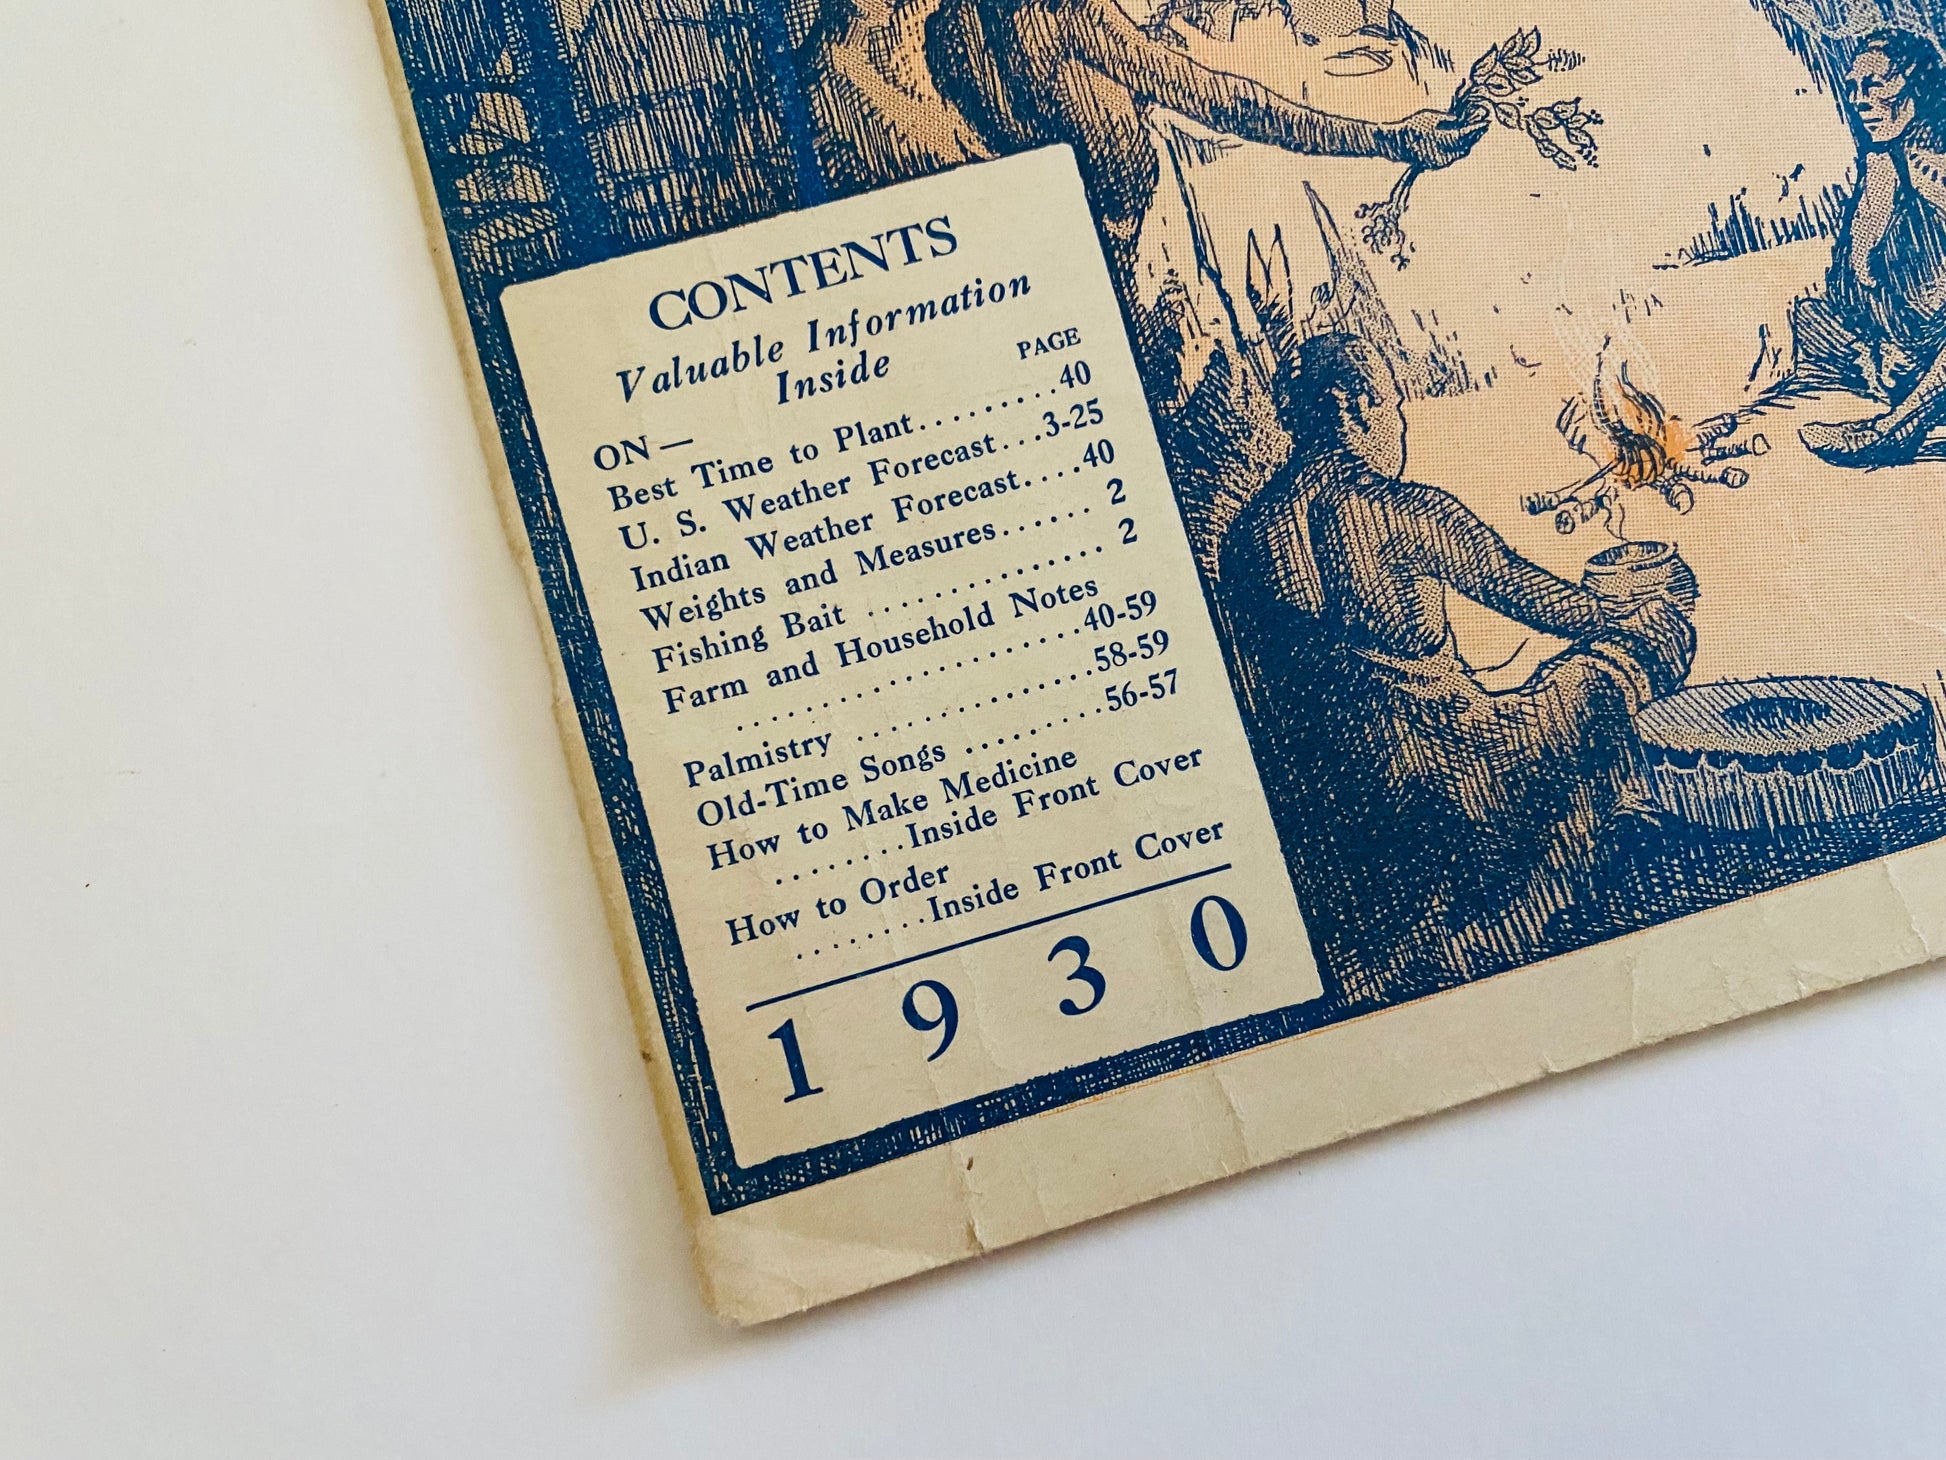 CONTENTS
Valuable Information
Inside
PAGE
ON—
Best Time to Plant.........40
U. S. Weather Forecast...3-25
Indian Weather Forecast....40
Weights and Measures...... 2
Fishing Bait ............... 2
Farm and Household Notes
.....................40-59
Palmistry ...............58-59
Old-Time Songs ..........56-57
How to Make Medicine
........Inside Front Cover
How to Order
........Inside Front Cover
1930